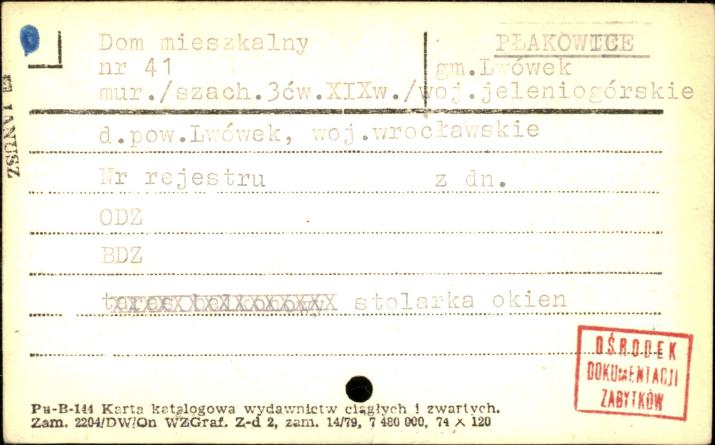 Dom mieszkalny
PŁAKOWICE
nr 41
gm.Lwówek
mur./szach.3ćw.XIXw./woj.jeleniogórskie
d.pow.Lwówek, woj.wrocławskie
Nr rejestru z dn.
ODZ
BDZ
stolarka okien
OŚRODEK
DOKUMENTACJI
ZABYTKÓW
Pu-B-144 Karta katalogowa wydawnictw ciągłych i zwartych.
Zam. 2204/DW/On WZGraf. Z-d 2, zam. 14/79, 7 480 000, 74 × 120